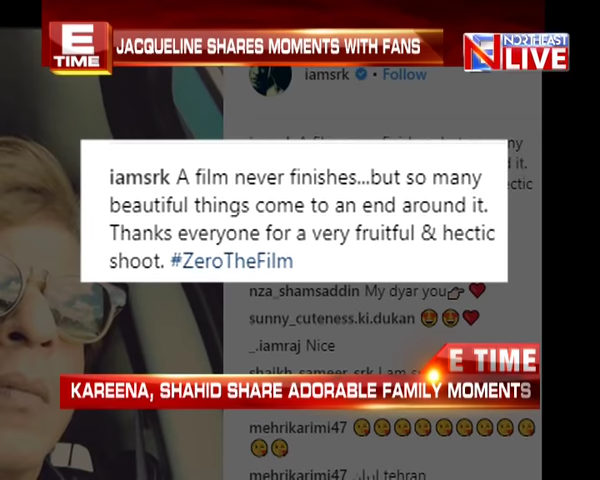 E TIME
JACQUELINE SHARES MOMENTS WITH FANS
NORTHEAST
LIVE
iamsrk • Follow
iamsrk A film never finishes...but so many
beautiful things come to an end around it.
Thanks everyone for a very fruitful & hectic
shoot. #ZeroTheFilm
nza_shamsaddin My dyar you👉❤️
sunny_cuteness.ki.dukan 😍😍❤️
_.iamraj Nice
E TIME
KAREENA, SHAHID SHARE ADORABLE FAMILY MOMENTS
mehrikarimi47 😘😘😘😘😘😘😘😘😘
😘😘
mehrikarimi47 tehran